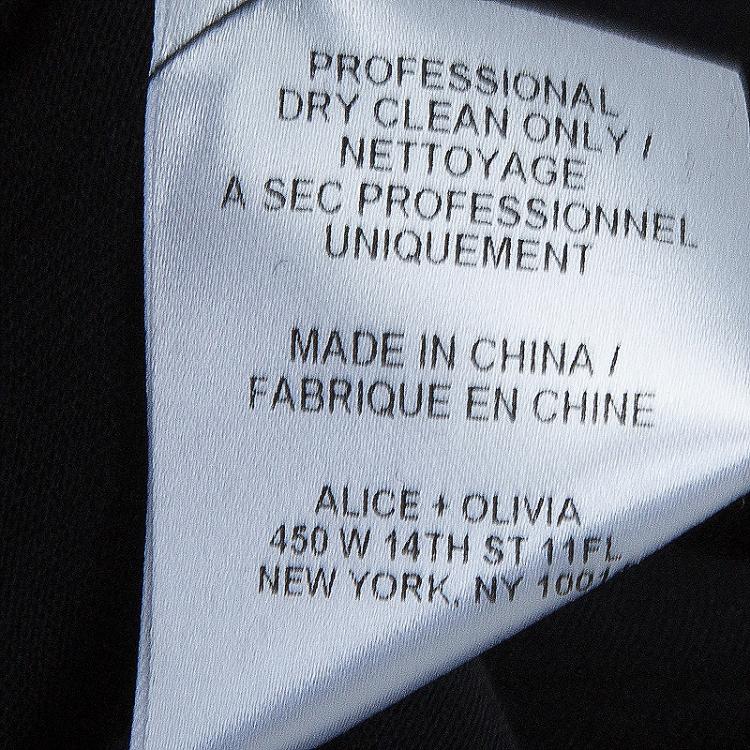 PROFESSIONAL
DRY CLEAN ONLY /
NETTOYAGE
A SEC PROFESSIONNEL
UNIQUEMENT
MADE IN CHINA /
FABRIQUE EN CHINE
ALICE + OLIVIA
450 W 14TH ST 11FL
NEW YORK, NY